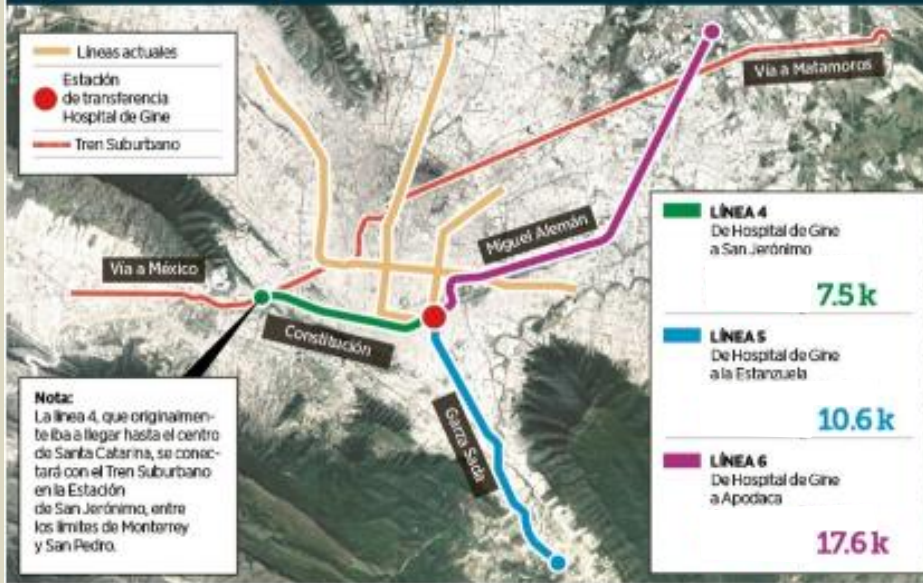 Líneas actuales
Estación
de transferencia
Hospital de Gine
Tren Suburbano
Vía a Matamoros
Miguel Alemán
Vía a México
Constitución
Garza Sada
LÍNEA 4
De Hospital de Gine
a San Jerónimo
7.5 k
LÍNEA 5
De Hospital de Gine
a la Estanzuela
10.6 k
LÍNEA 6
De Hospital de Gine
a Apodaca
17.6 k
Nota:
La línea 4, que originalmen-
te iba a llegar hasta el centro
de Santa Catarina, se conec-
tará con el Tren Suburbano
en la Estación
de San Jerónimo, entre
los límites de Monterrey
y San Pedro.